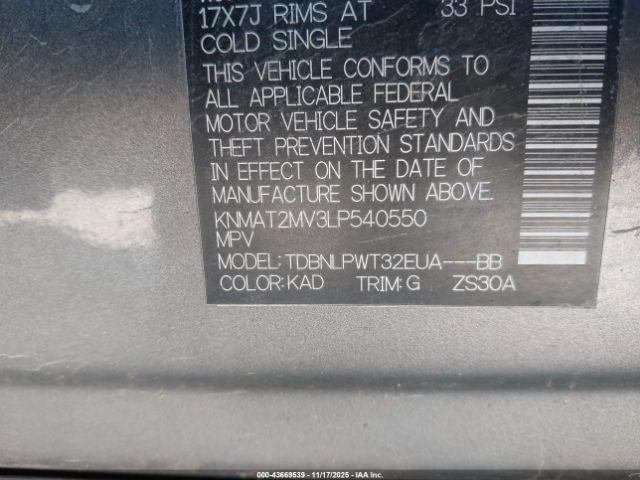 17X7J RIMS AT 33 PSI
COLD SINGLE
THIS VEHICLE CONFORMS TO
ALL APPLICABLE FEDERAL
MOTOR VEHICLE SAFETY AND
THEFT PREVENTION STANDARDS
IN EFFECT ON THE DATE OF
MANUFACTURE SHOWN ABOVE.
KNMAT2MV3LP540550
MPV
MODEL:TDBNLPWT32EUA---BB
COLOR:KAD TRIM:G ZS30A
000-43669539 - 11/17/2025 - IAAI.CA